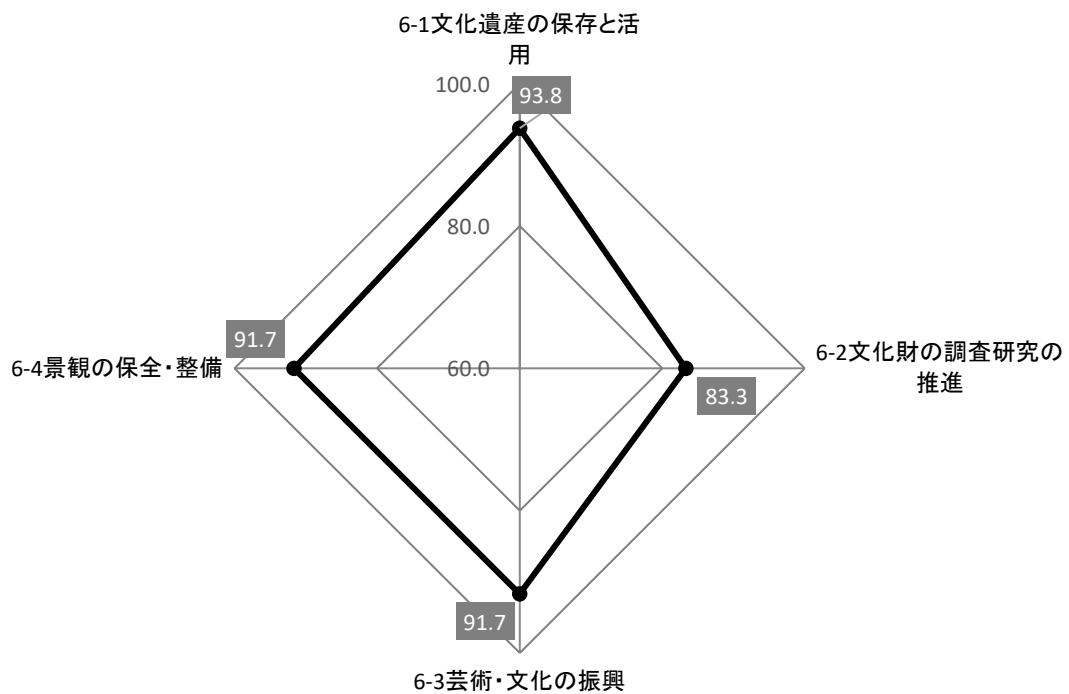 6-1文化遺産の保存と活
用
100.0
93.8
80.0
91.7
6-4景観の保全・整備
60.0
6-2文化財の調査研究の
推進
83.3
91.7
6-3芸術・文化の振興